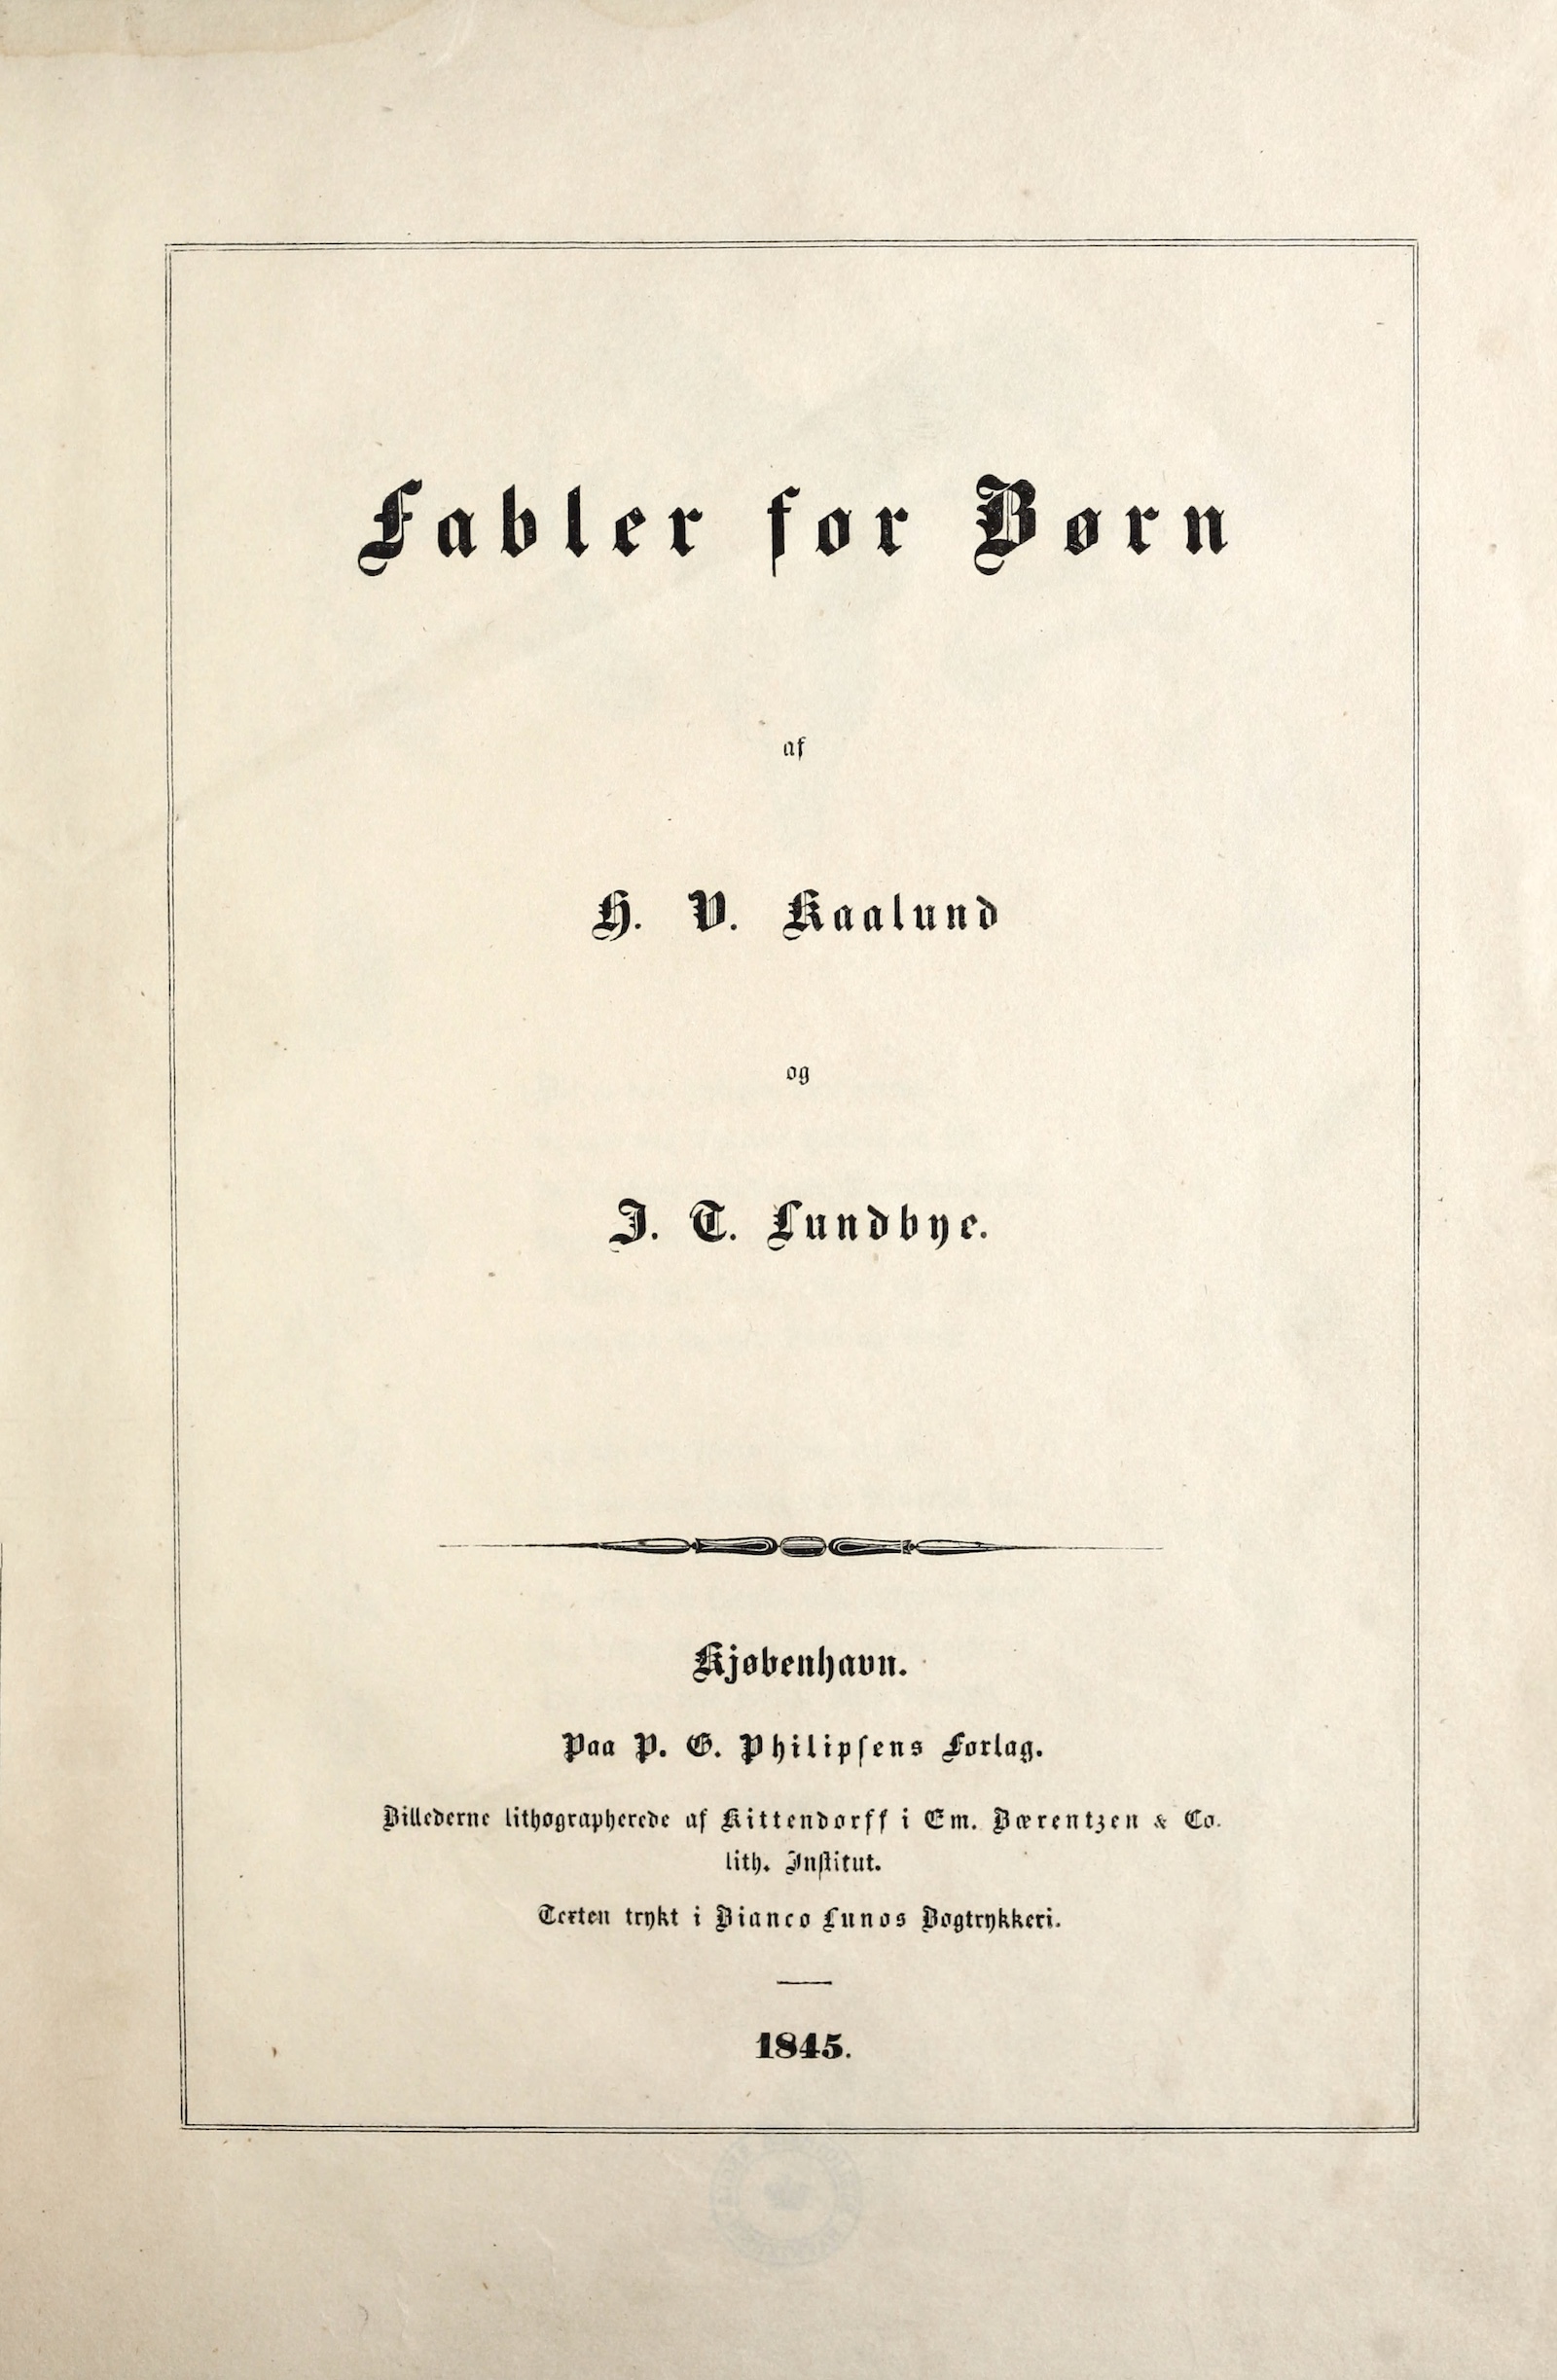 Fabler for Børn
af
H. V. Kaalund
og
J. T. Lundbye.
Kjøbenhavn.
Paa P. G. Philipsens Forlag.
Billederne lithographerede af Kittendorff i Em. Bærentzen & Co.
lith. Institut.
Texten trykt i Bianco Lunos Bogtrykkeri.
1845.